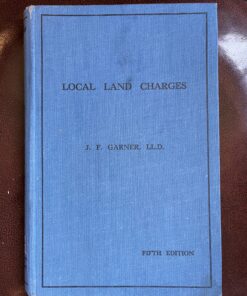 LOCAL LAND CHARGES
J. F. GARNER, LL.D.
FIFTH EDITION